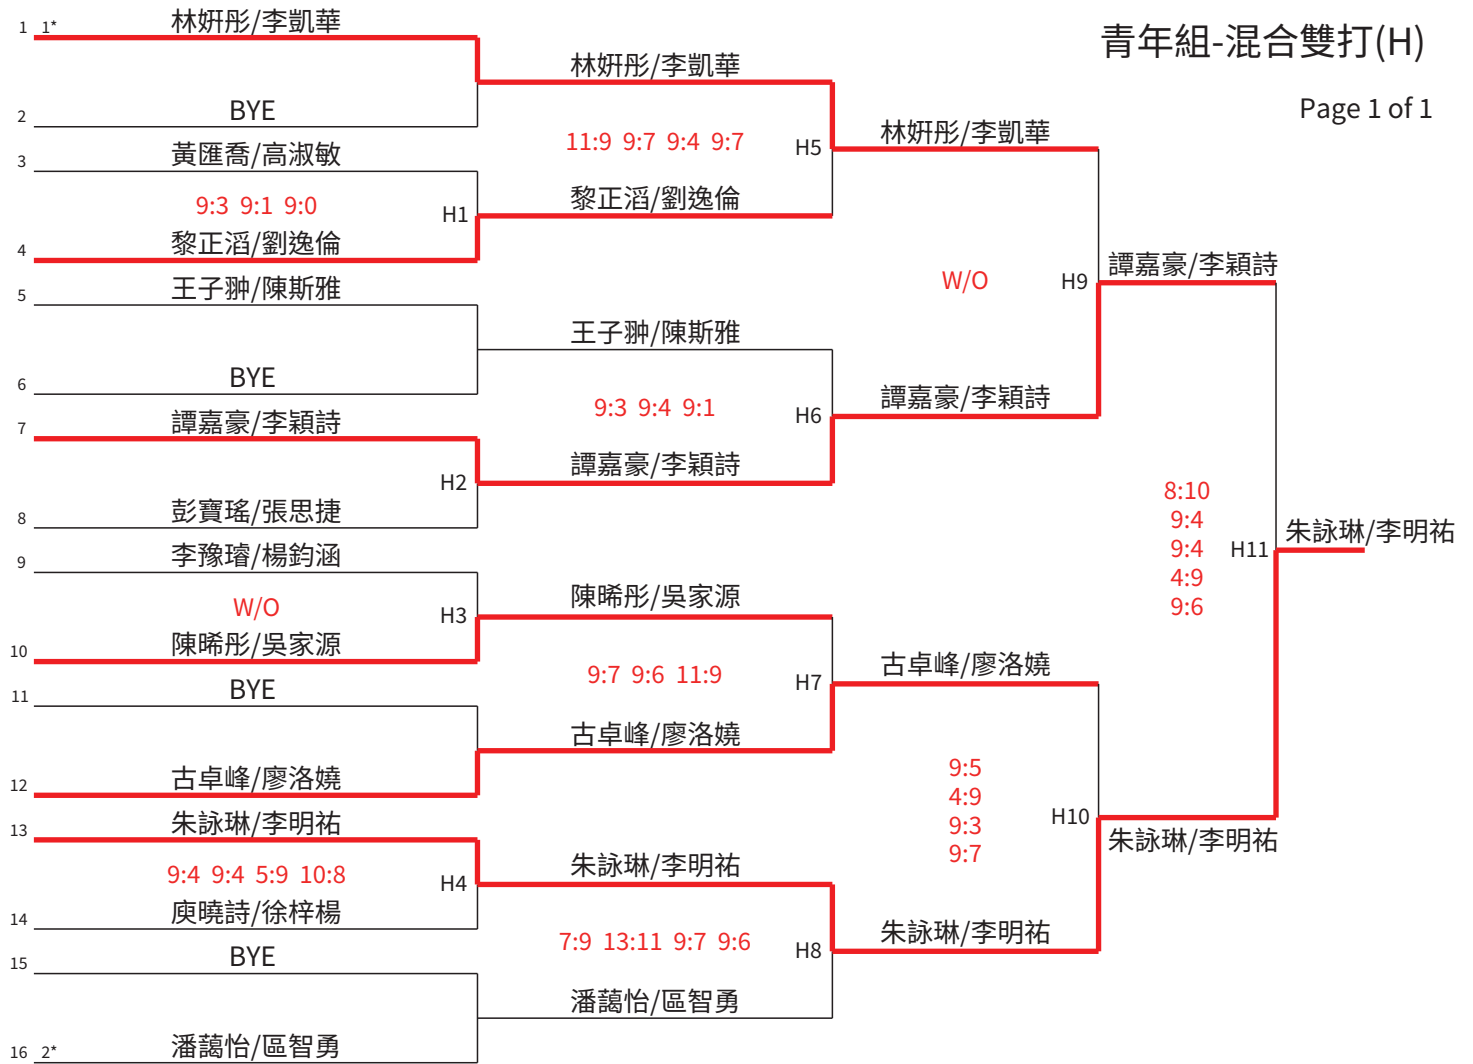 青年組-混合雙打(H)
Page 1 of 1
1 1* 林姸彤/李凱華
2 BYE
3 黃匯喬/高淑敏
9:3 9:1 9:0 H1
4 黎正滔/劉逸倫
5 王子翀/陳斯雅
6 BYE
7 譚嘉豪/李穎詩
H2
8 彭寶瑤/張思捷
9 李豫璿/楊鈞涵
W/O H3
10 陳晞彤/吳家源
11 BYE
12 古卓峰/廖洛嬈
13 朱詠琳/李明祐
9:4 9:4 5:9 10:8 H4
14 庾曉詩/徐梓楊
15 BYE
16 2* 潘藹怡/區智勇
林姸彤/李凱華
11:9 9:7 9:4 9:7 H5
黎正滔/劉逸倫
王子翀/陳斯雅
9:3 9:4 9:1 H6
譚嘉豪/李穎詩
陳晞彤/吳家源
9:7 9:6 11:9 H7
古卓峰/廖洛嬈
朱詠琳/李明祐
7:9 13:11 9:7 9:6 H8
潘藹怡/區智勇
林姸彤/李凱華
W/O H9
譚嘉豪/李穎詩
古卓峰/廖洛嬈
9:5
4:9
9:3
9:7
H10
朱詠琳/李明祐
譚嘉豪/李穎詩
8:10
9:4
9:4
4:9
9:6
H11
朱詠琳/李明祐
朱詠琳/李明祐